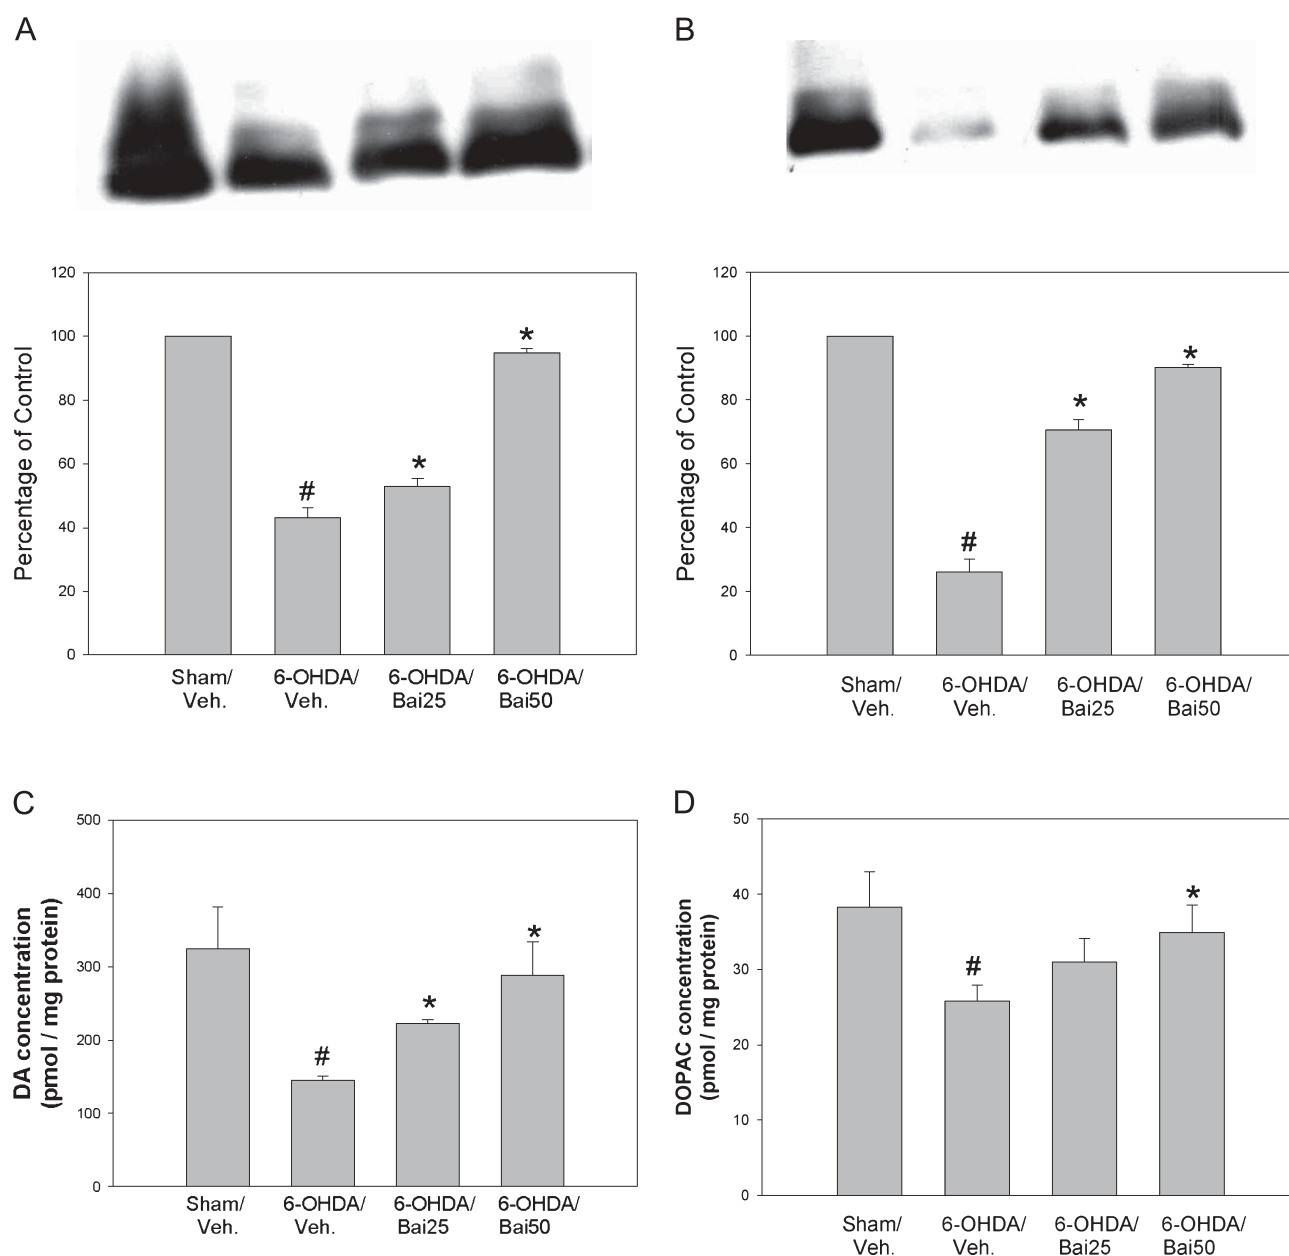 A
120
100
80
60
40
20
0
Percentage of Control
#
*
*
Sham/ 6-OHDA/ 6-OHDA/ 6-OHDA/
Veh. Veh. Bai25 Bai50
B
120
100
80
60
40
20
0
Percentage of Control
#
*
*
Sham/ 6-OHDA/ 6-OHDA/ 6-OHDA/
Veh. Veh. Bai25 Bai50
C
500
400
300
200
100
0
DA concentration
(pmol / mg protein)
#
*
*
Sham/ 6-OHDA/ 6-OHDA/ 6-OHDA/
Veh. Veh. Bai25 Bai50
D
50
40
30
20
10
0
DOPAC concentration
(pmol / mg protein)
#
*
Sham/ 6-OHDA/ 6-OHDA/ 6-OHDA/
Veh. Veh. Bai25 Bai50